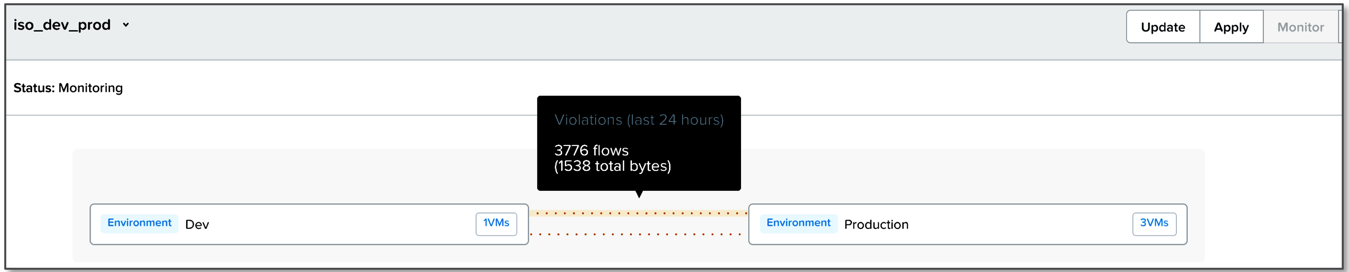 iso_dev_prod
Update Apply Monitor
Status: Monitoring
Violations (last 24 hours)
3776 flows
(1538 total bytes)
Environment Dev 1VMs
Environment Production 3VMs